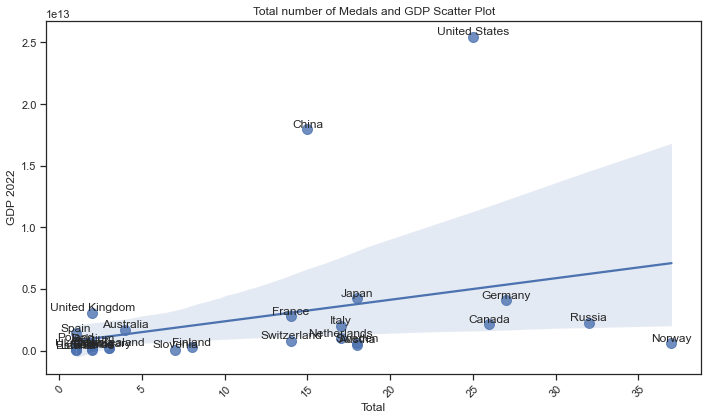 Total number of Medals and GDP Scatter Plot
1e13
United States
2.5
2.0
China
1.5
GDP 2022
1.0
0.5
Japan
Germany
United Kingdom
France
Canada
Russia
Italy
Spain
Australia
Switzerland
Netherlands
Norway
Slovenia
Finland
0.0
0
5
10
15
20
25
30
35
Total